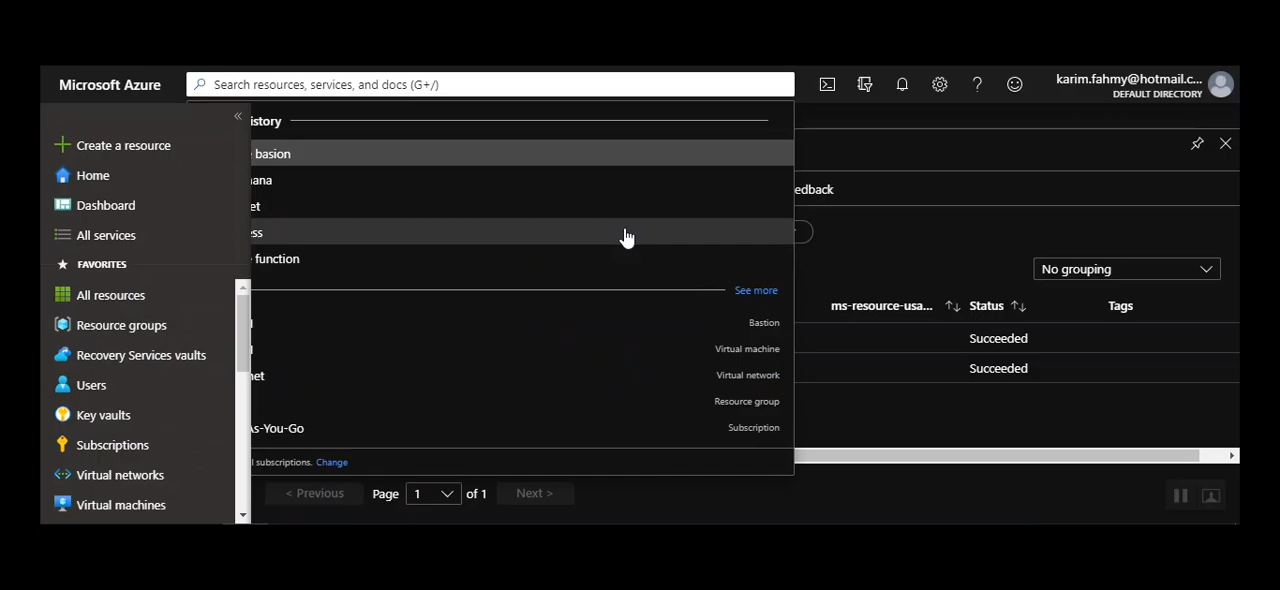 Microsoft Azure
Search resources, services, and docs (G+/)
karim.fahmy@hotmail.c...
DEFAULT DIRECTORY
istory
Create a resource
basion
Home
ana
edback
Dashboard
et
All services
ss
FAVORITES
function
No grouping
All resources
See more
ms-resource-usa...
Status
Tags
Resource groups
Bastion
Succeeded
Recovery Services vaults
Virtual machine
Succeeded
Users
et
Virtual network
Key vaults
Resource group
Subscriptions
As-You-Go
Subscription
Virtual networks
subscriptions. Change
Virtual machines
< Previous
Page
1
of 1
Next >